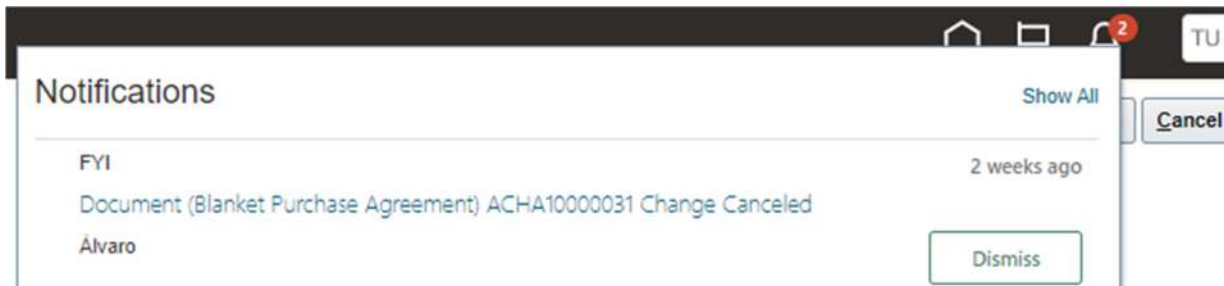 2
TU
Notifications
Show All
Cancel
FYI
2 weeks ago
Document (Blanket Purchase Agreement) ACHA10000031 Change Canceled
Álvaro
Dismiss